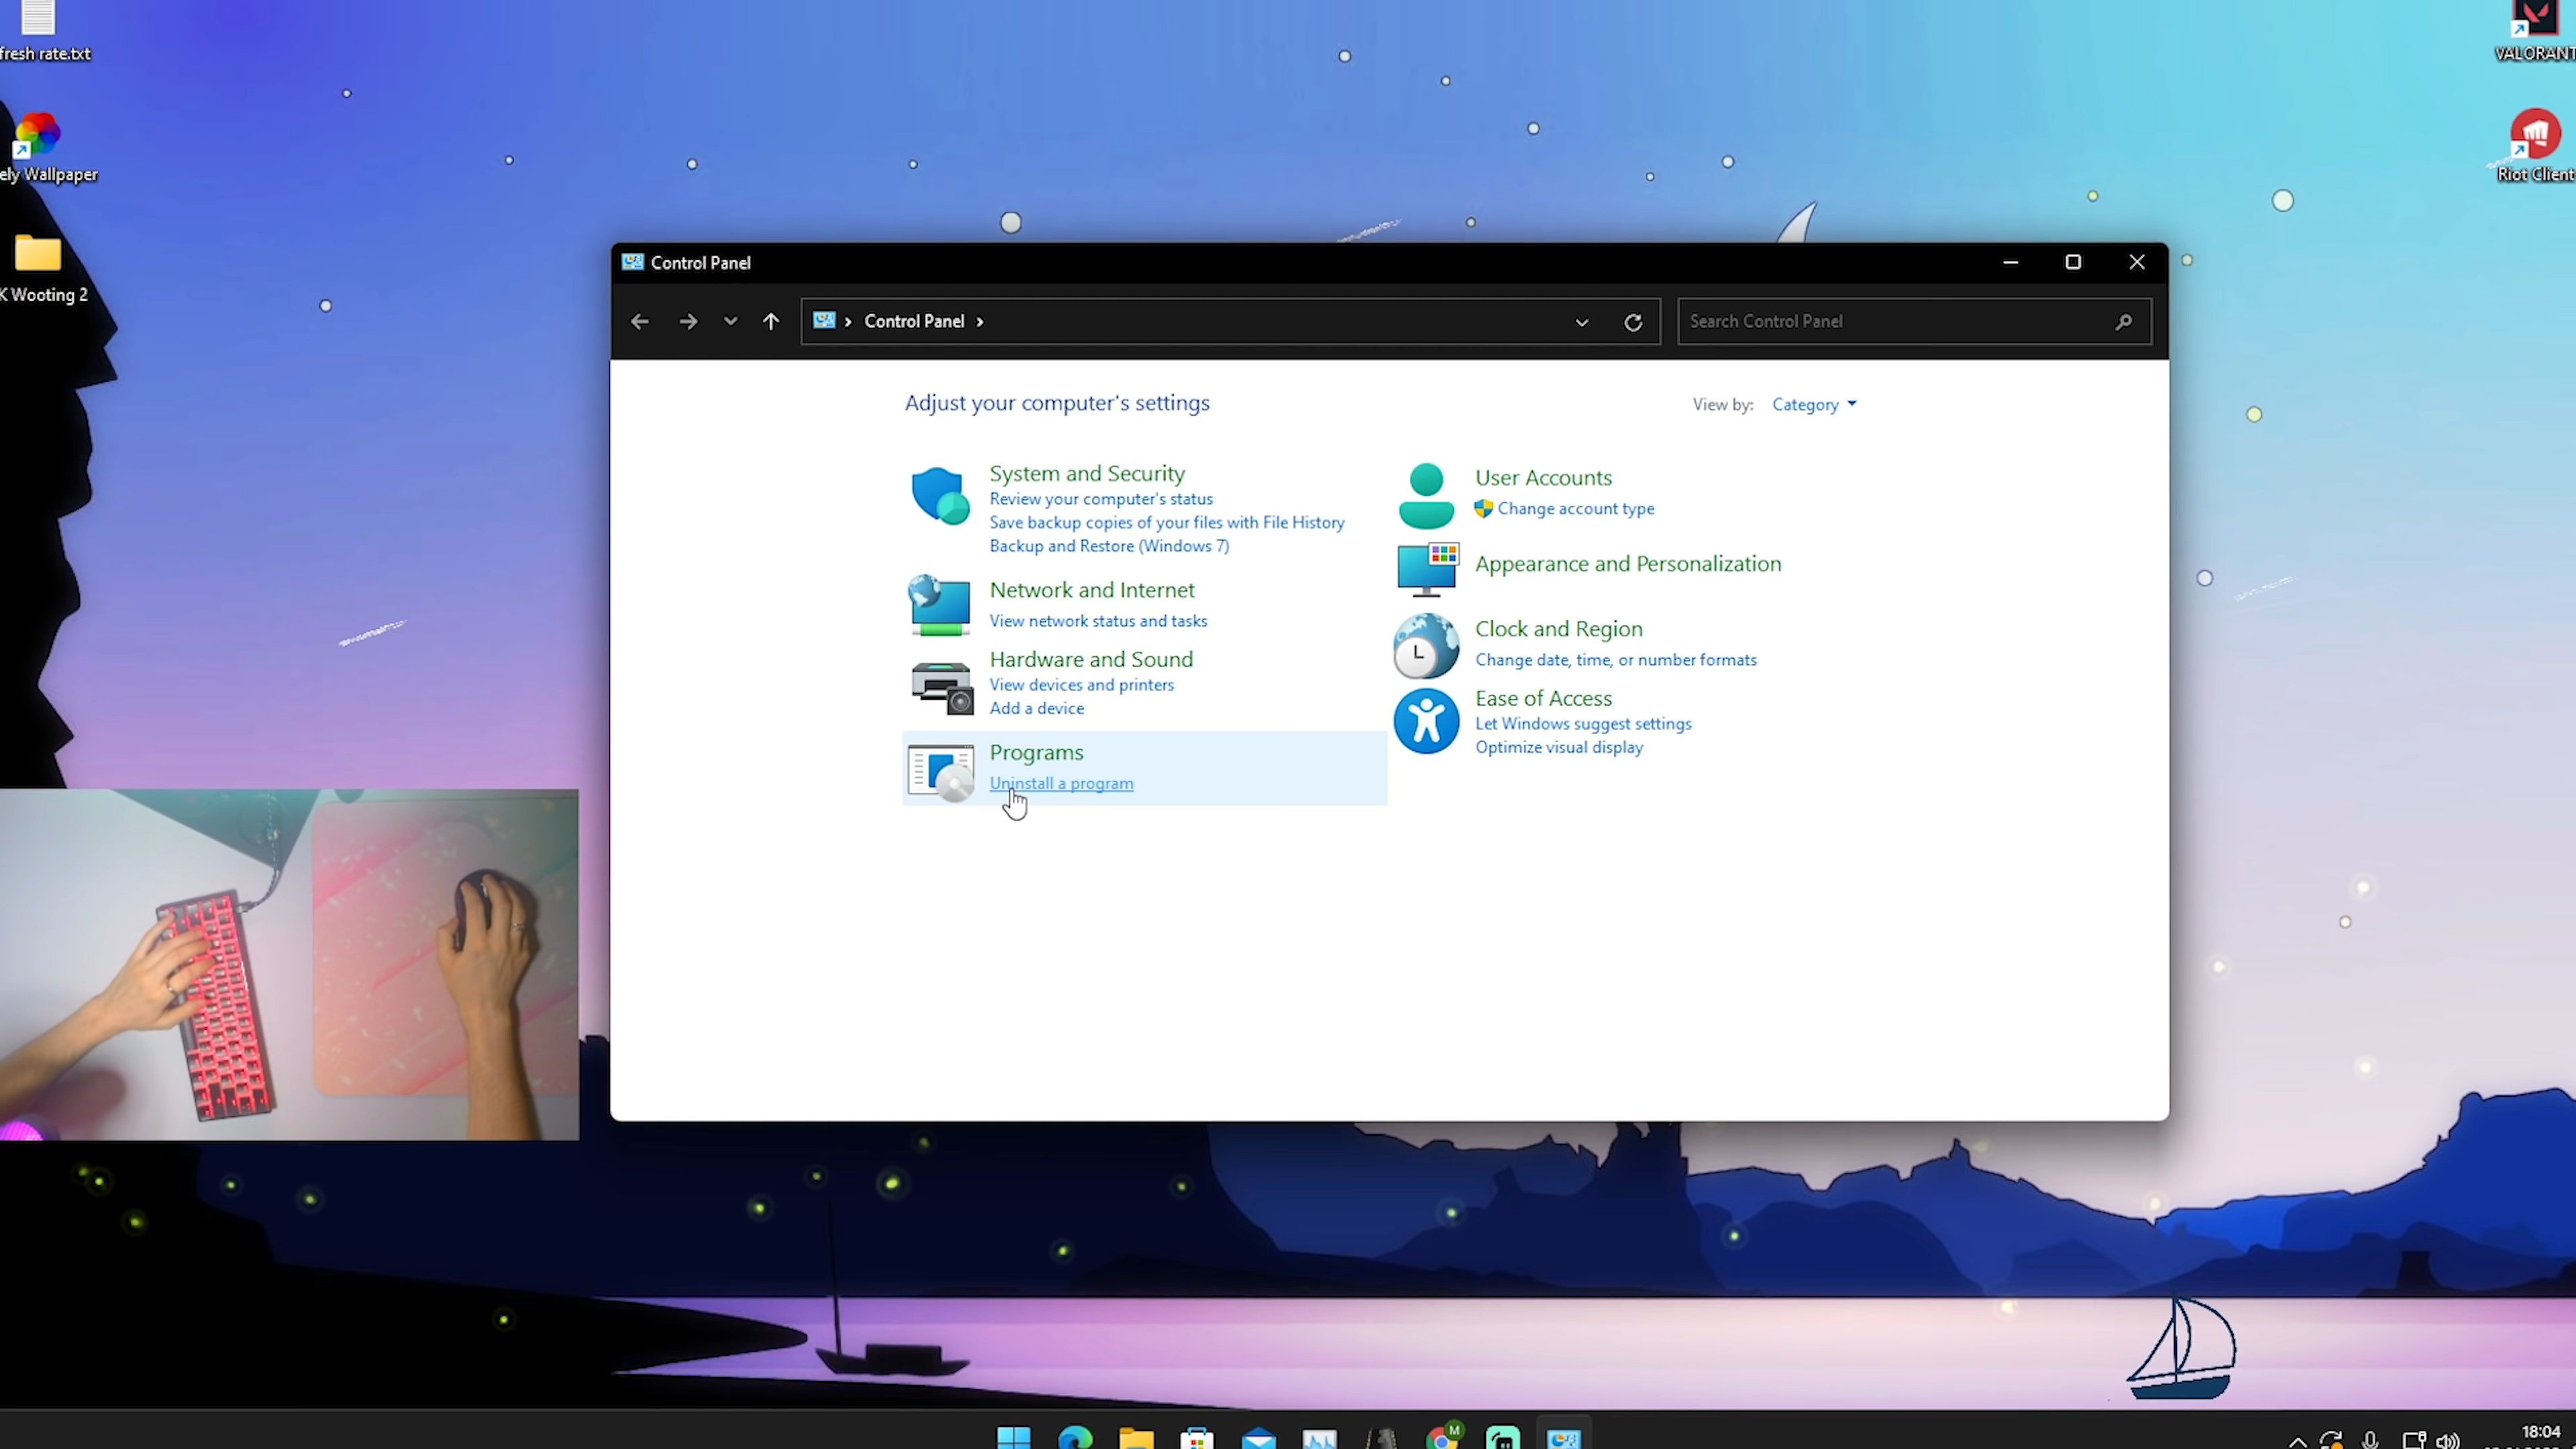 fresh rate.txt
ely Wallpaper
K Wooting 2
VALORANT
Riot Client
Control Panel
Control Panel
Search Control Panel
Adjust your computer's settings
View by: Category
System and Security
Review your computer's status
Save backup copies of your files with File History
Backup and Restore (Windows 7)
Network and Internet
View network status and tasks
Hardware and Sound
View devices and printers
Add a device
Programs
Uninstall a program
User Accounts
Change account type
Appearance and Personalization
Clock and Region
Change date, time, or number formats
Ease of Access
Let Windows suggest settings
Optimize visual display
M
18:04